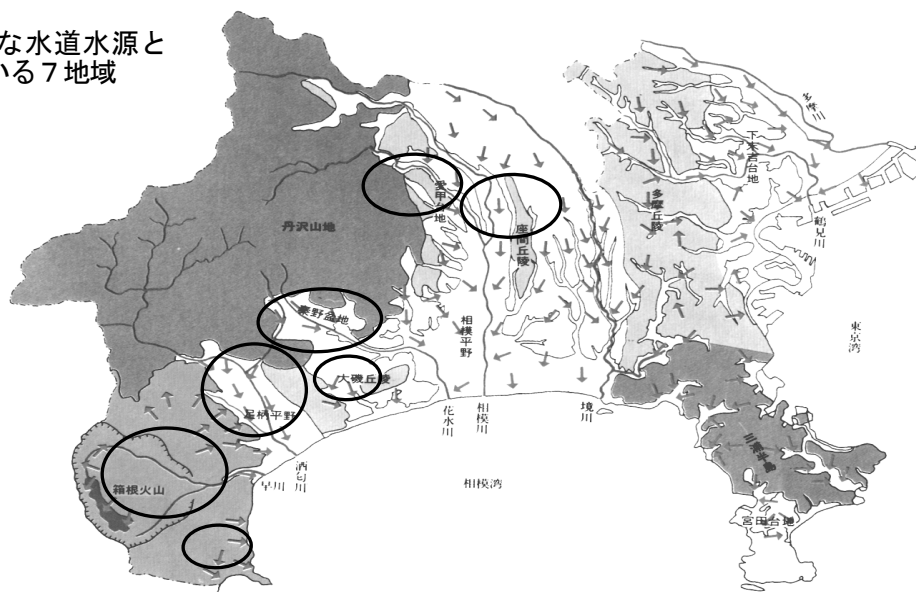 な水道水源と
いる７地域
多摩川
下末吉台地
愛甲台地
多摩丘陵
鶴見川
座間丘陵
丹沢山地
秦野盆地
相模平野
東京湾
大磯丘陵
足柄平野
花水川
相模川
境川
三浦半島
酒匂川
早川
相模湾
箱根火山
宮田台地